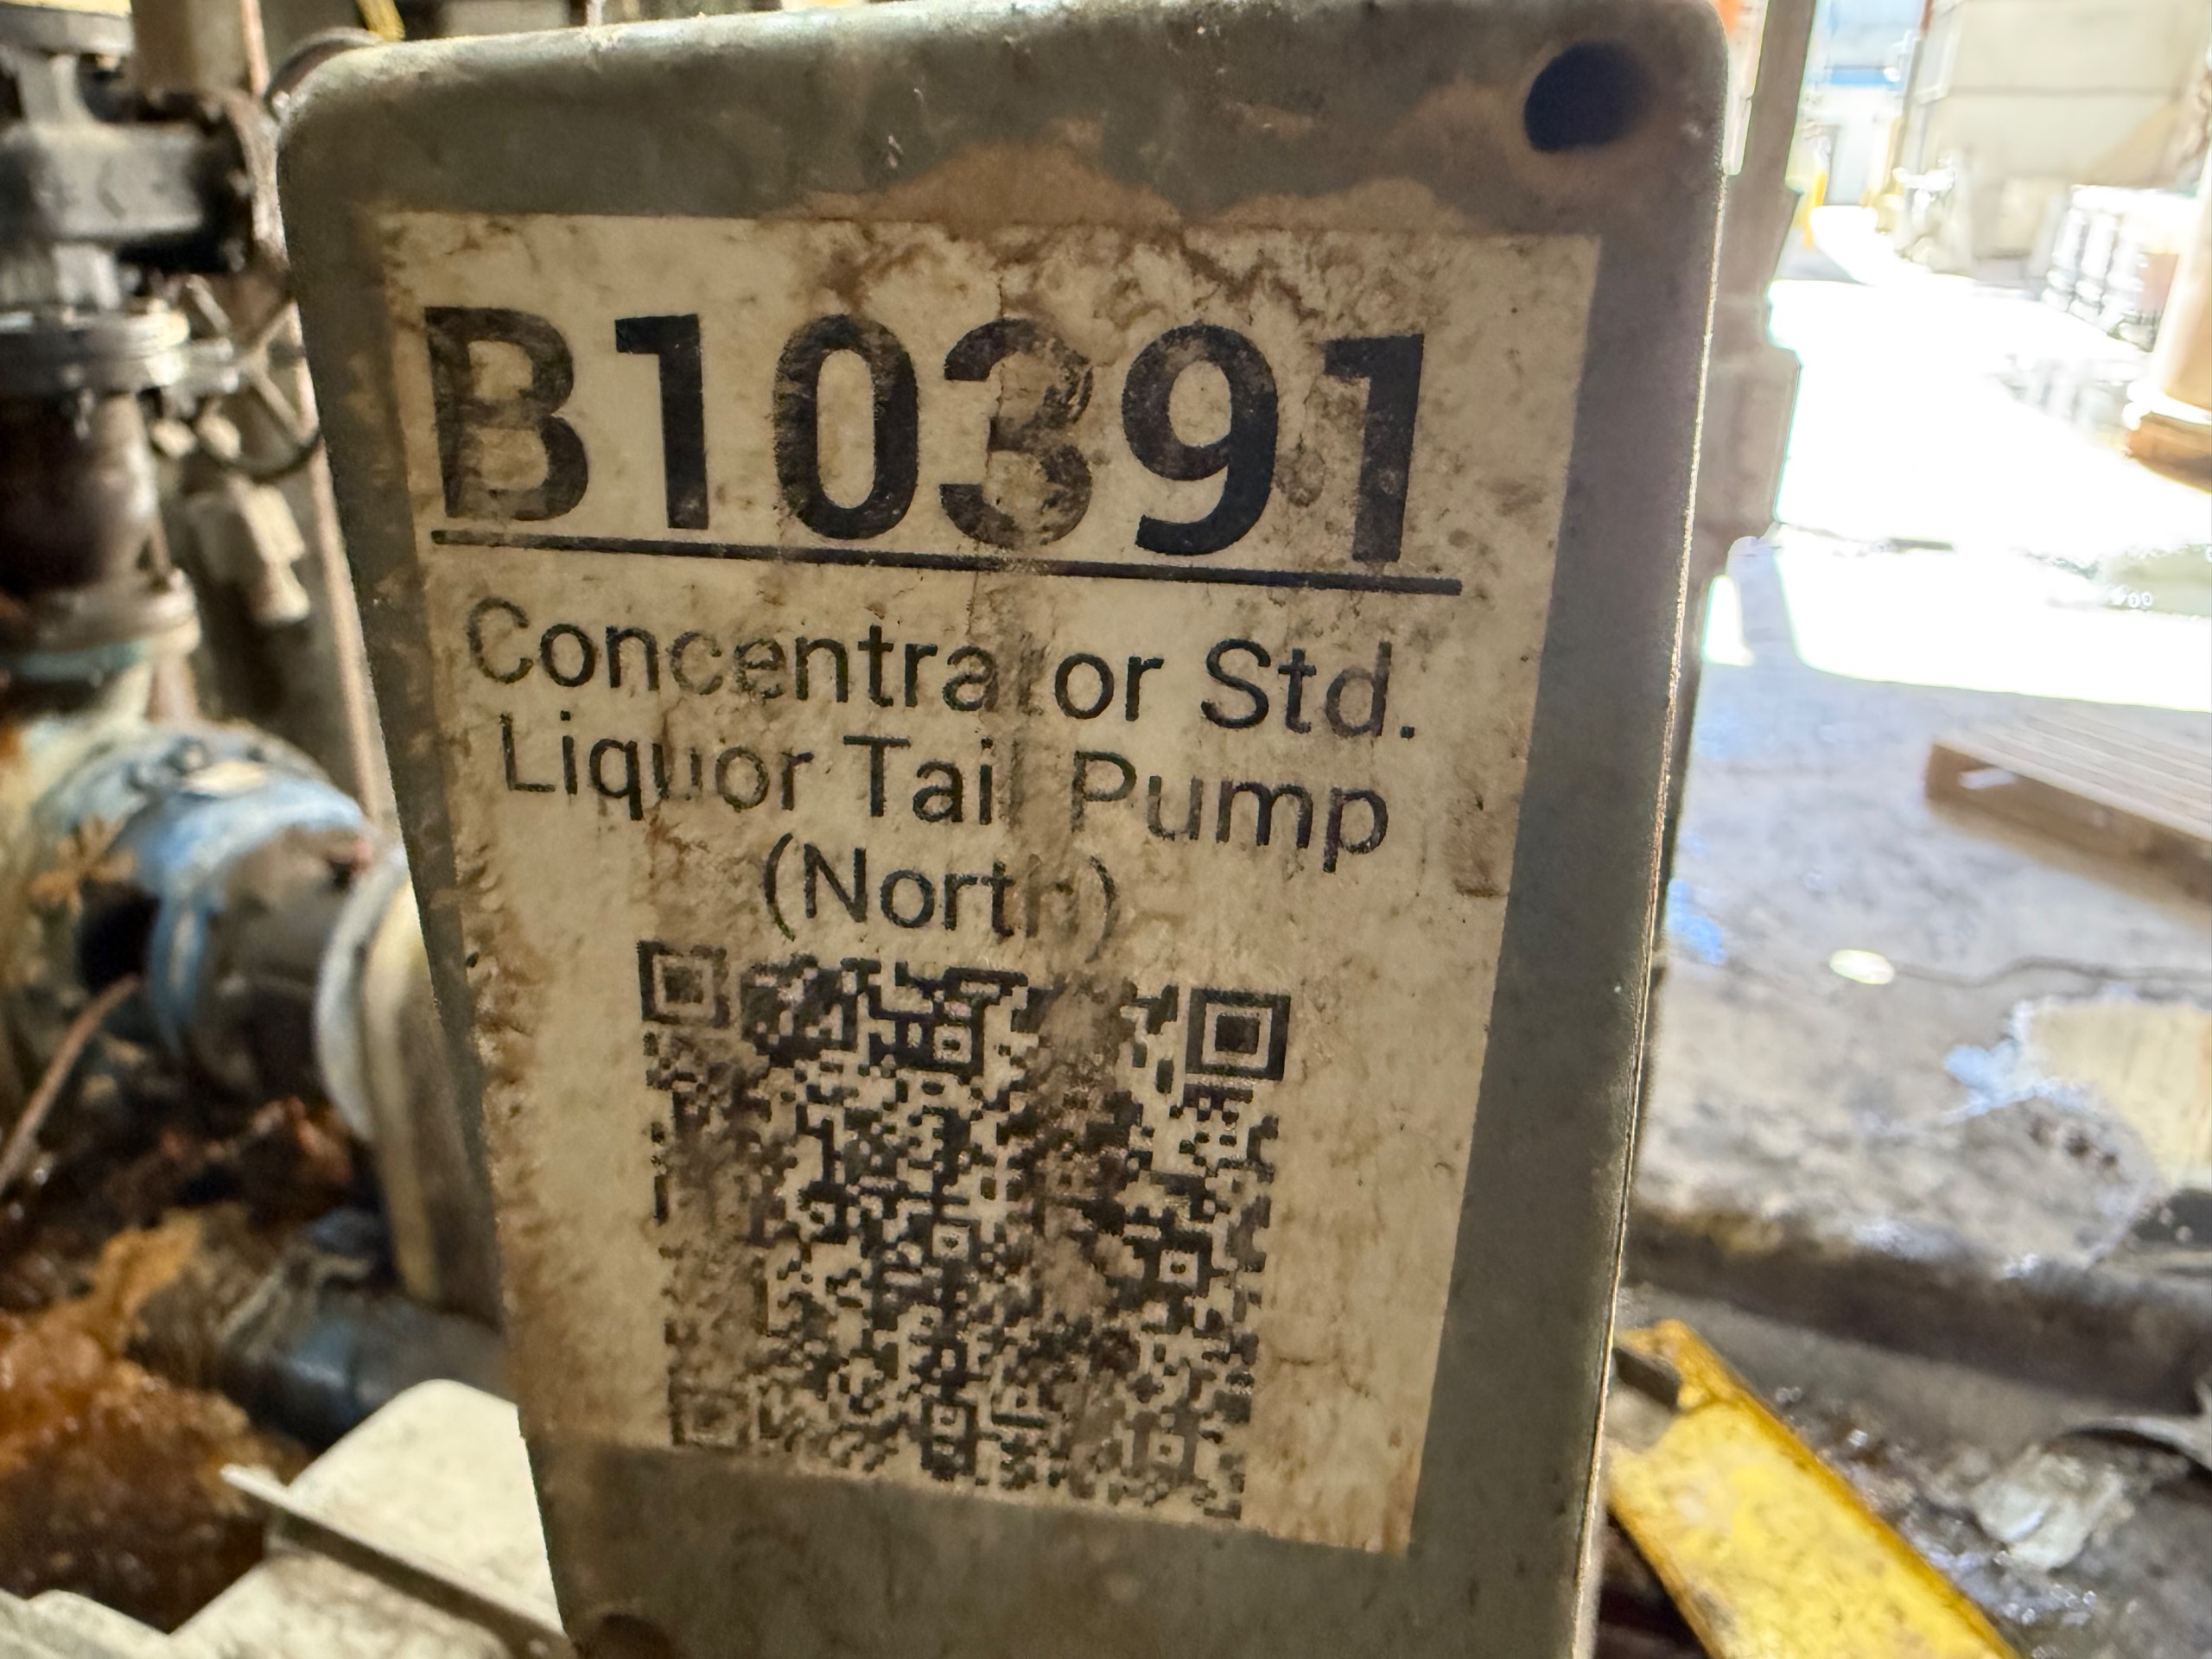 B10391
Concentrator Std.
Liquor Tail Pump
(North)